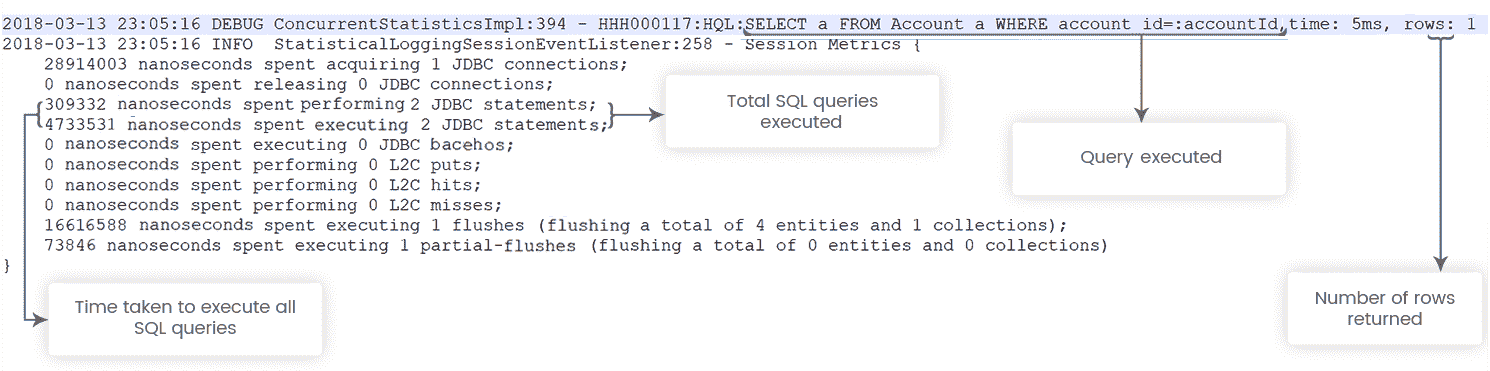 2018-03-13 23:05:16 DEBUG ConcurrentStatisticsImpl:394 - HHH000117:HQL:SELECT a FROM Account a WHERE account id=:accountId,time: 5ms, rows: 1
2018-03-13 23:05:16 INFO  StatisticalLoggingSessionEventListener:258 - Session Metrics {
28914003 nanoseconds spent acquiring 1 JDBC connections;
0 nanoseconds spent releasing 0 JDBC connections;
309332 nanoseconds spent performing 2 JDBC statements;
4733531 nanoseconds spent executing 2 JDBC statements;
0 nanoseconds spent executing 0 JDBC bacehos;
0 nanoseconds spent performing 0 L2C puts;
0 nanoseconds spent performing 0 L2C hits;
0 nanoseconds spent performing 0 L2C misses;
16616588 nanoseconds spent executing 1 flushes (flushing a total of 4 entities and 1 collections);
73846 nanoseconds spent executing 1 partial-flushes (flushing a total of 0 entities and 0 collections)
}
Total SQL queries
executed
Query executed
Time taken to execute all
SQL queries
Number of rows
returned